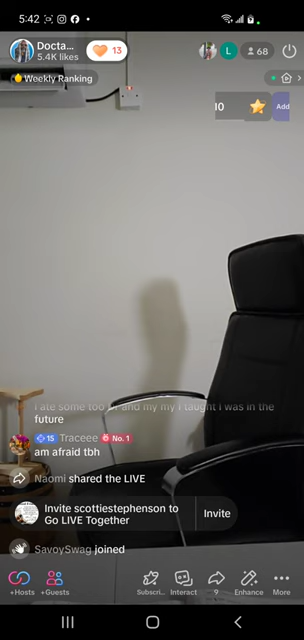 5:42
Docta...
5.4K likes
13
L
68
Weekly Ranking
10
Add
I ate some too and my my I taught I was in the
future
15 Traceee No. 1
am afraid tbh
Naomi shared the LIVE
Invite scottiestephenson to
Go LIVE Together
Invite
SavoySwag joined
+Hosts
+Guests
Subscri...
Interact
9
Enhance
More